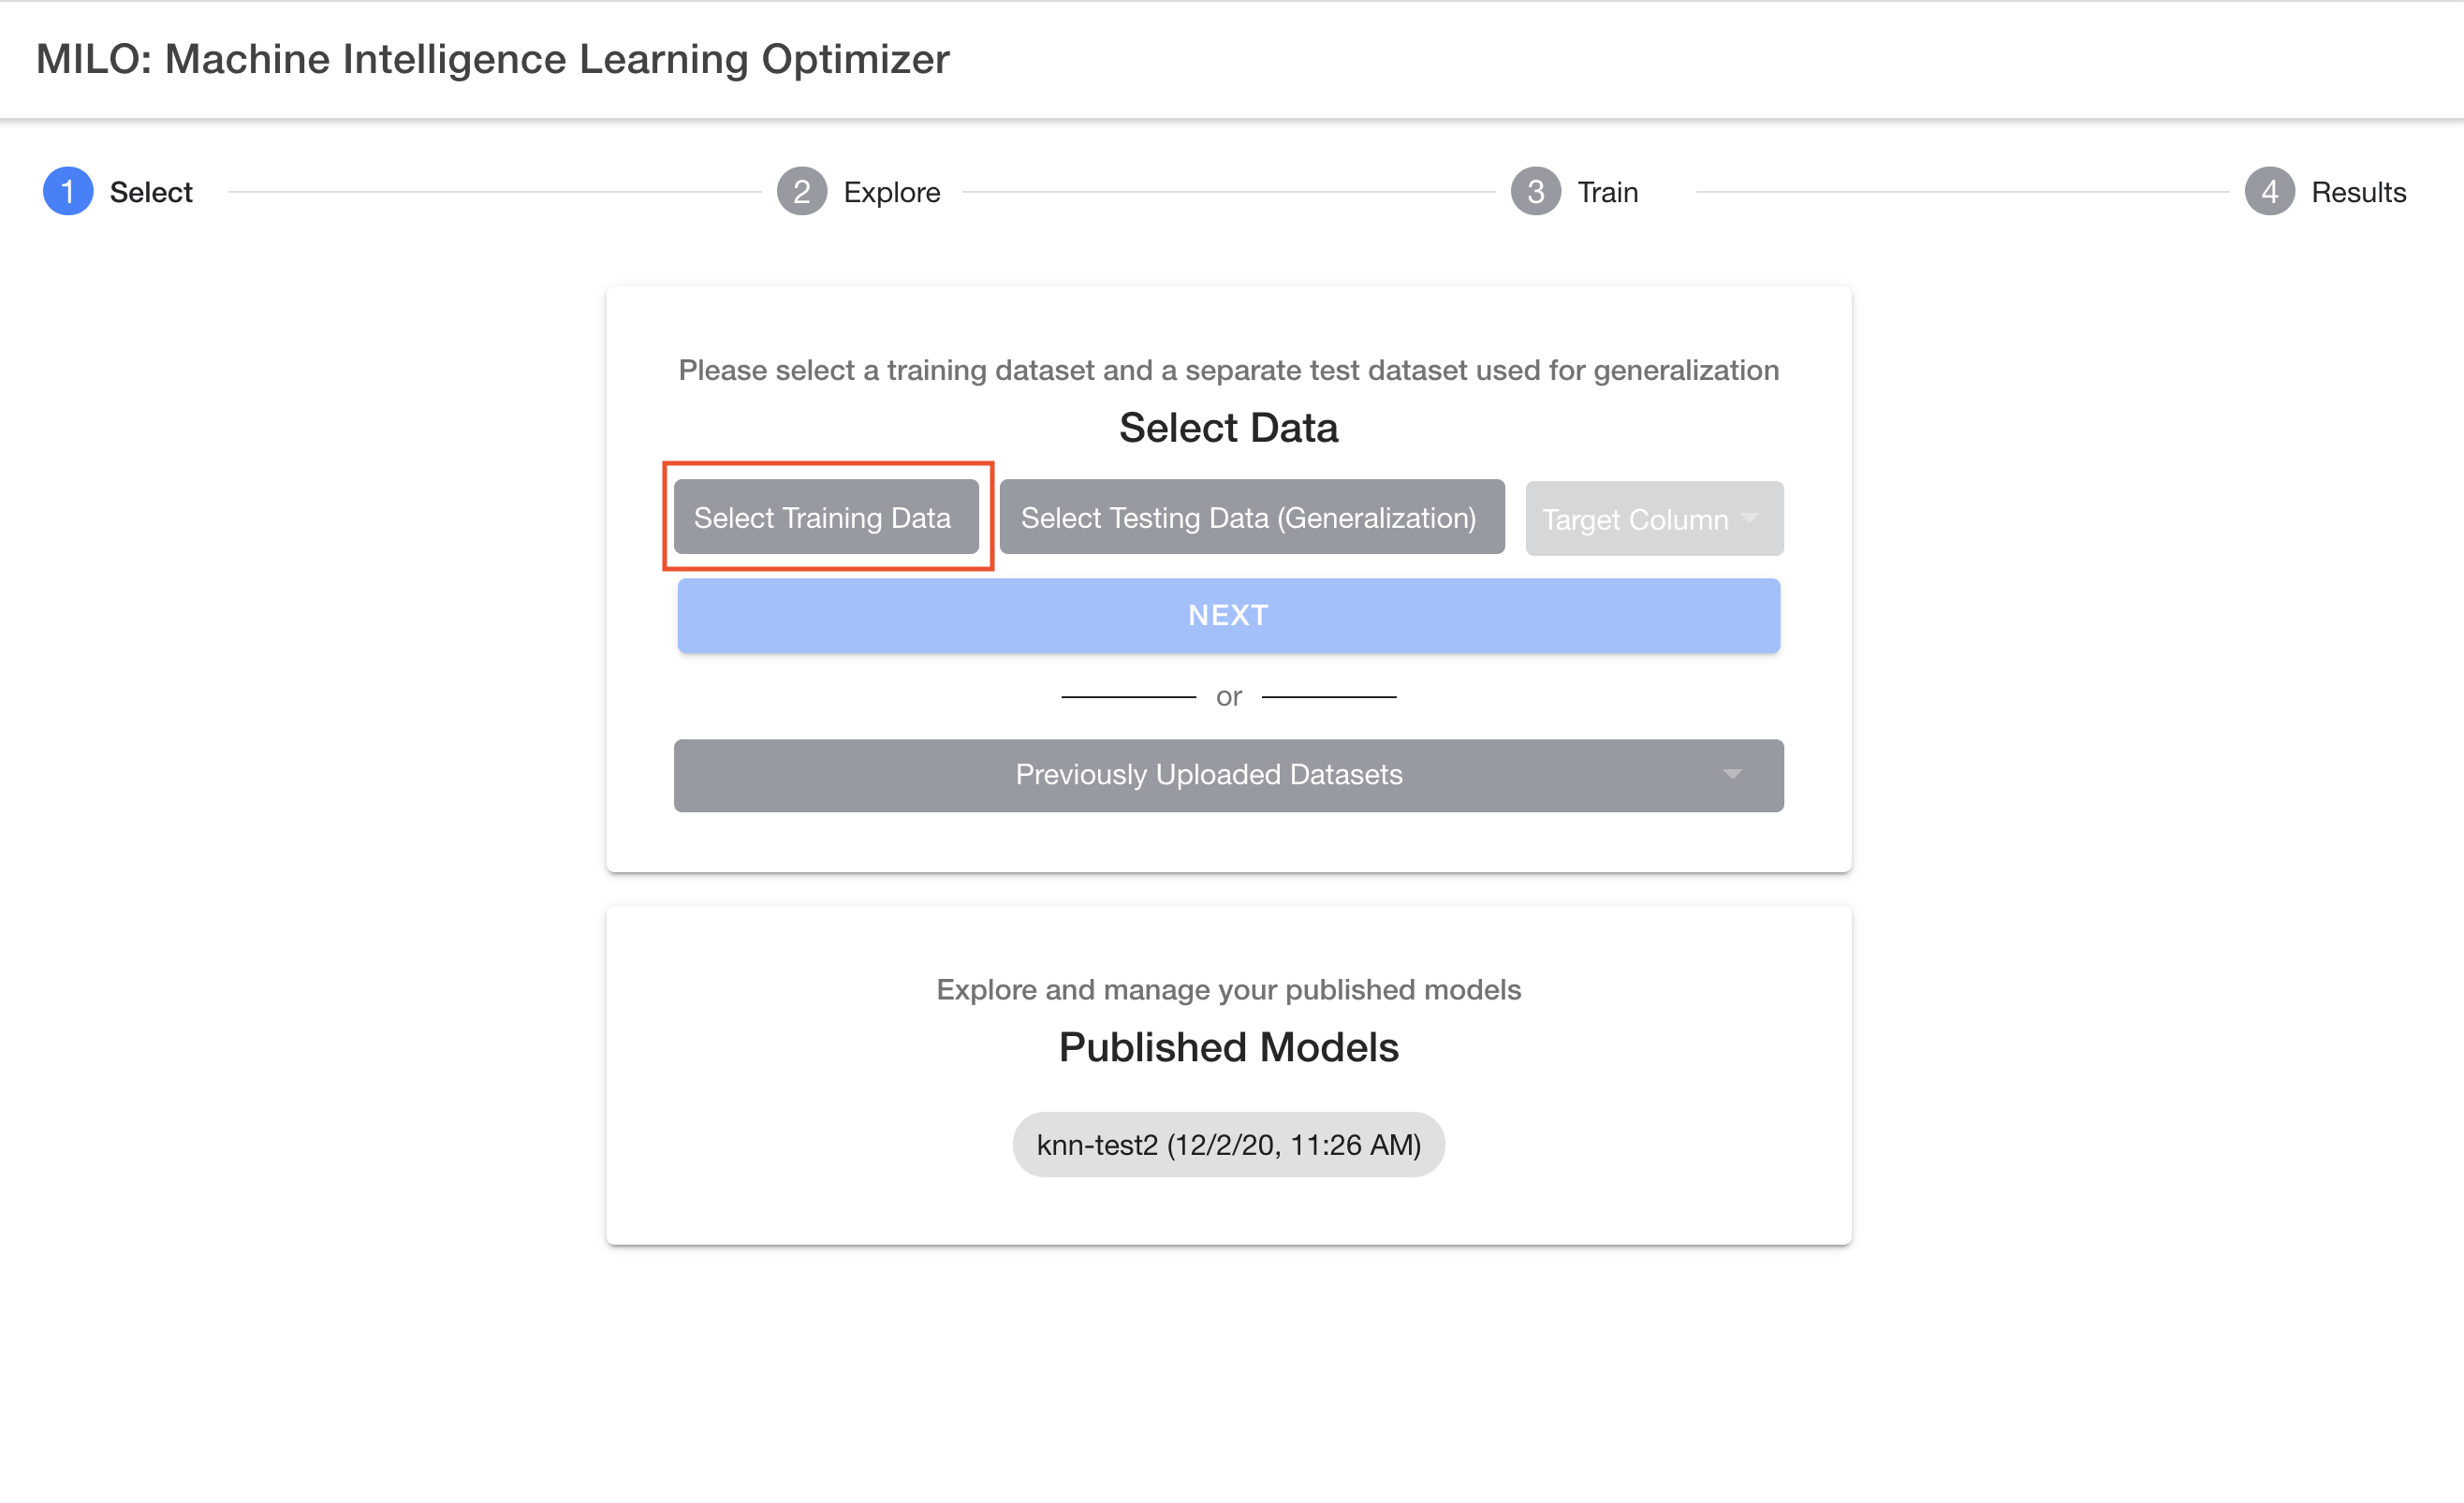 MILO: Machine Intelligence Learning Optimizer
1 Select 2 Explore 3 Train 4 Results
Please select a training dataset and a separate test dataset used for generalization
Select Data
Select Training Data Select Testing Data (Generalization) Target Column
NEXT
or
Previously Uploaded Datasets
Explore and manage your published models
Published Models
knn-test2 (12/2/20, 11:26 AM)